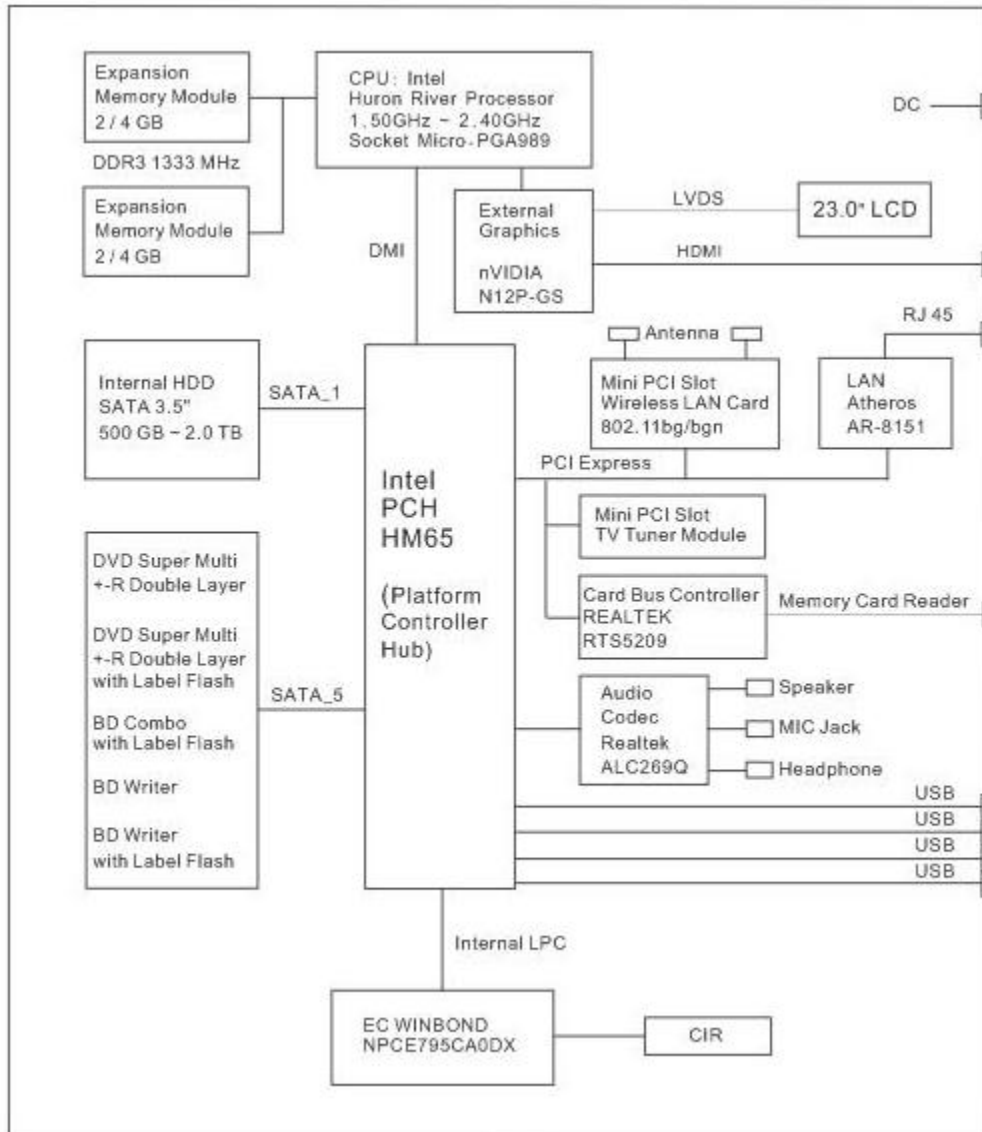 Expansion
Memory Module
2 / 4 GB
DDR3 1333 MHz
Expansion
Memory Module
2 / 4 GB
CPU: Intel
Huron River Processor
1.50GHz ~ 2.40GHz
Socket Micro-PGA989
DC
External
Graphics
nVIDIA
N12P-GS
LVDS
23.0" LCD
HDMI
DMI
RJ 45
Antenna
Internal HDD
SATA 3.5"
500 GB ~ 2.0 TB
SATA_1
Mini PCI Slot
Wireless LAN Card
802.11bg/bgn
LAN
Atheros
AR-8151
PCI Express
Intel
PCH
HM65
(Platform
Controller
Hub)
Mini PCI Slot
TV Tuner Module
Card Bus Controller
REALTEK
RTS5209
Memory Card Reader
DVD Super Multi
+-R Double Layer
DVD Super Multi
+-R Double Layer
with Label Flash
BD Combo
with Label Flash
BD Writer
BD Writer
with Label Flash
SATA_5
Audio
Codec
Realtek
ALC269Q
Speaker
MIC Jack
Headphone
USB
USB
USB
USB
Internal LPC
EC WINBOND
NPCE795CA0DX
CIR